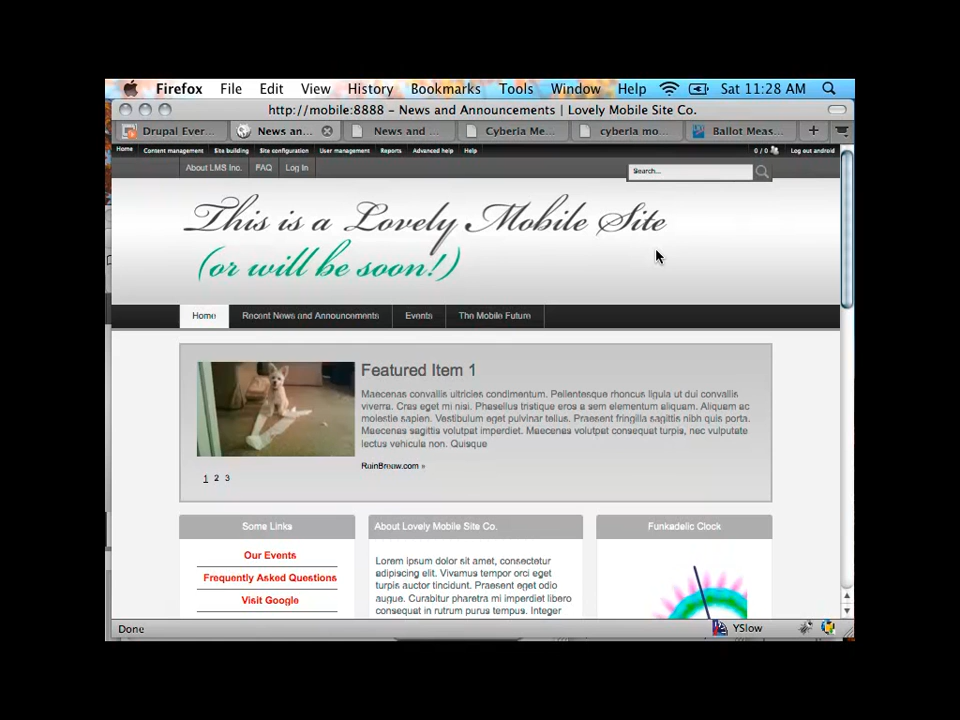 Firefox File Edit View History Bookmarks Tools Window Help Sat 11:28 AM
http://mobile:8888 – News and Announcements | Lovely Mobile Site Co.
Drupal Ever... News an... News and ... Cyberia Me... cyberia mo... Ballot Meas...
Home Content management Site building Site configuration User management Reports Advanced help Help 0 / 0 Log out android
About LMS Inc. FAQ Log In Search...
This is a Lovely Mobile Site
(or will be soon!)
Home Recent News and Announcements Events The Mobile Future
Featured Item 1
Maecenas convallis ultricies condimentum. Pellentesque rhoncus ligula ut dui convallis
viverra. Cras eget mi nisi. Phasellus tristique eros a sem elementum aliquam. Aliquam ac
molestie sapien. Vestibulum eget pulvinar tellus. Praesent fringilla sagittis nibh quis porta.
Maecenas sagittis volutpat imperdiet. Maecenas volutpat consequat turpis, nec vulputate
lectus vehicula non. Quisque
RuinBreaw.com »
1 2 3
Some Links
Our Events
Frequently Asked Questions
Visit Google
About Lovely Mobile Site Co.
Lorem ipsum dolor sit amet, consectetur
adipiscing elit. Vivamus tempor orci eget
turpis auctor tincidunt. Praesent eget odio
augue. Curabitur pharetra mi imperdiet libero
consequat in rutrum purus tempus. Integer
Funkadelic Clock
Done YSlow